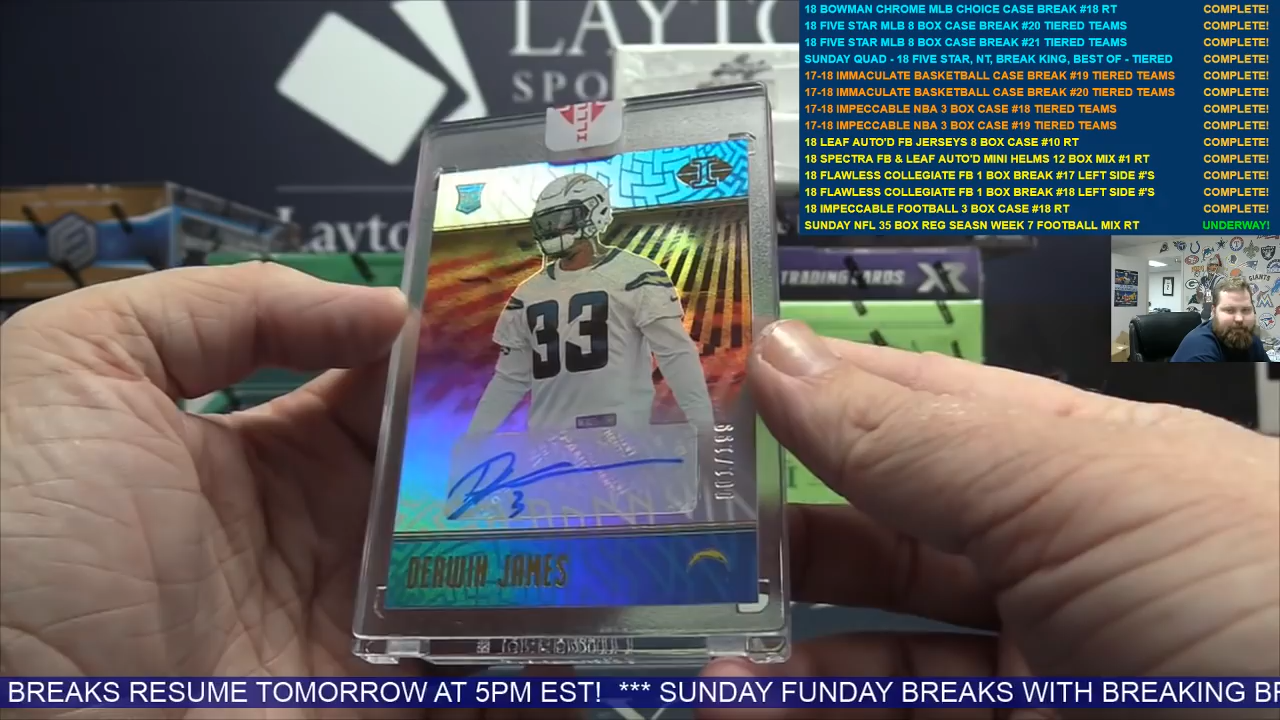 18 BOWMAN CHROME MLB CHOICE CASE BREAK #18 RT COMPLETE!
18 FIVE STAR MLB 8 BOX CASE BREAK #20 TIERED TEAMS COMPLETE!
18 FIVE STAR MLB 8 BOX CASE BREAK #21 TIERED TEAMS COMPLETE!
SUNDAY QUAD - 18 FIVE STAR, NT, BREAK KING, BEST OF - TIERED COMPLETE!
17-18 IMMACULATE BASKETBALL CASE BREAK #19 TIERED TEAMS COMPLETE!
17-18 IMMACULATE BASKETBALL CASE BREAK #20 TIERED TEAMS COMPLETE!
17-18 IMPECCABLE NBA 3 BOX CASE #18 TIERED TEAMS COMPLETE!
17-18 IMPECCABLE NBA 3 BOX CASE #19 TIERED TEAMS COMPLETE!
18 LEAF AUTO'D FB JERSEYS 8 BOX CASE #10 RT COMPLETE!
18 SPECTRA FB & LEAF AUTO'D MINI HELMS 12 BOX MIX #1 RT COMPLETE!
18 FLAWLESS COLLEGIATE FB 1 BOX BREAK #17 LEFT SIDE #'S COMPLETE!
18 FLAWLESS COLLEGIATE FB 1 BOX BREAK #18 LEFT SIDE #'S COMPLETE!
18 IMPECCABLE FOOTBALL 3 BOX CASE #18 RT COMPLETE!
SUNDAY NFL 35 BOX REG SEASN WEEK 7 FOOTBALL MIX RT UNDERWAY!
LAYTO
SPO
Layto
TRADING CARDS XR
I
33
DERWIN JAMES
BREAKS RESUME TOMORROW AT 5PM EST! *** SUNDAY FUNDAY BREAKS WITH BREAKING BE